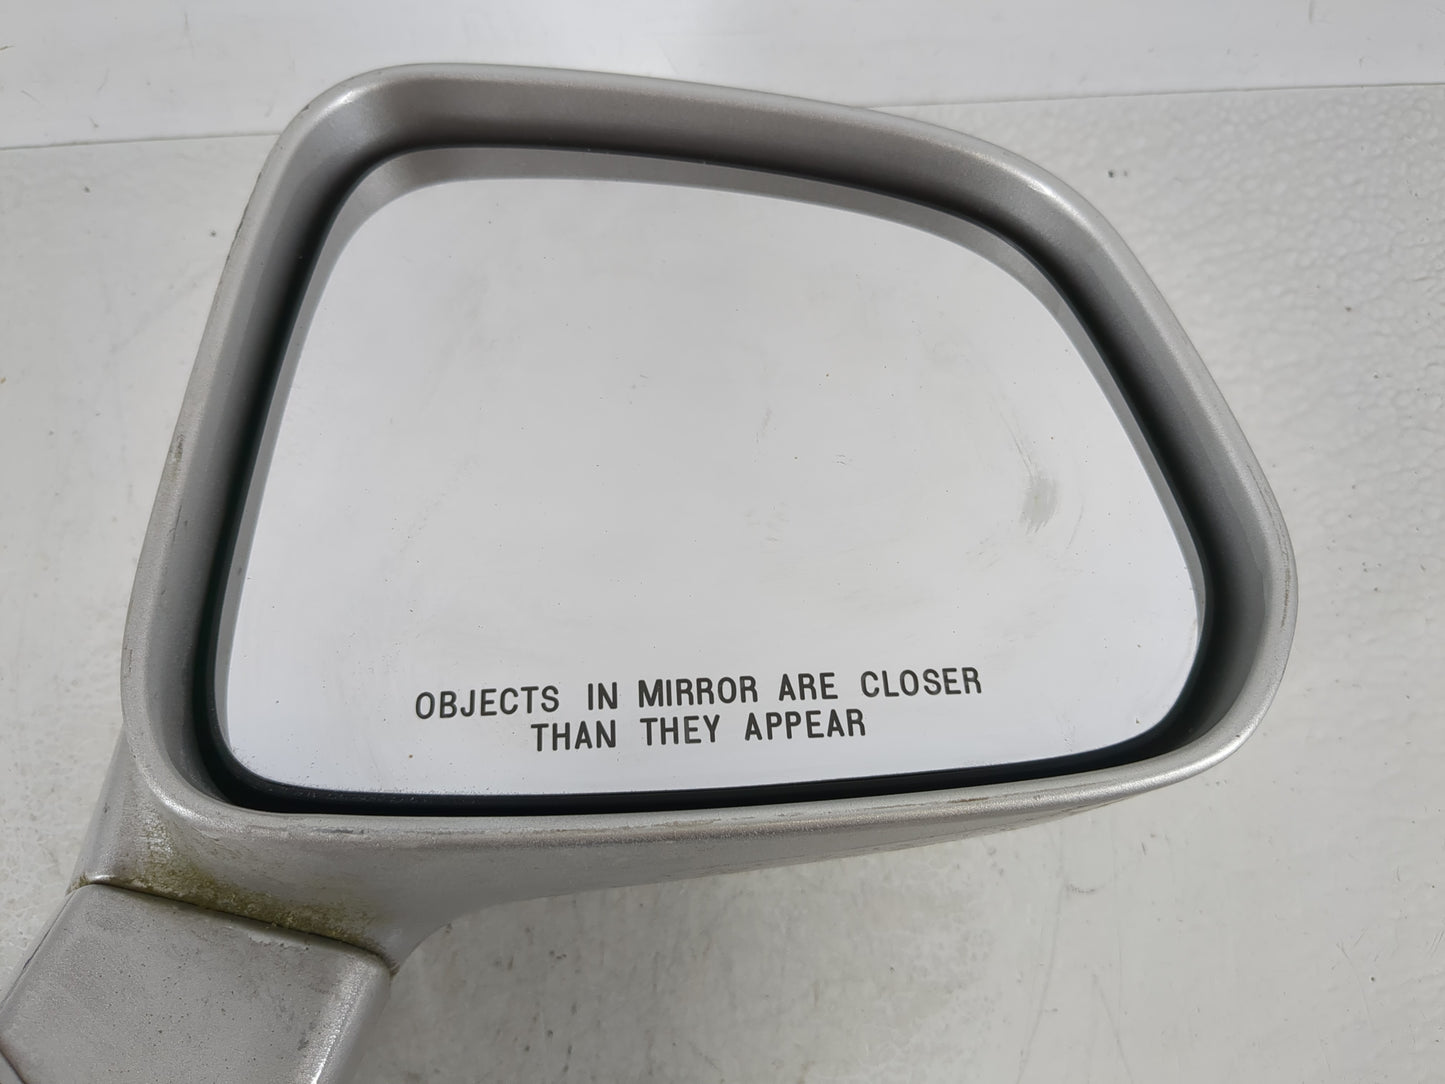 OBJECTS IN MIRROR ARE CLOSER
THAN THEY APPEAR